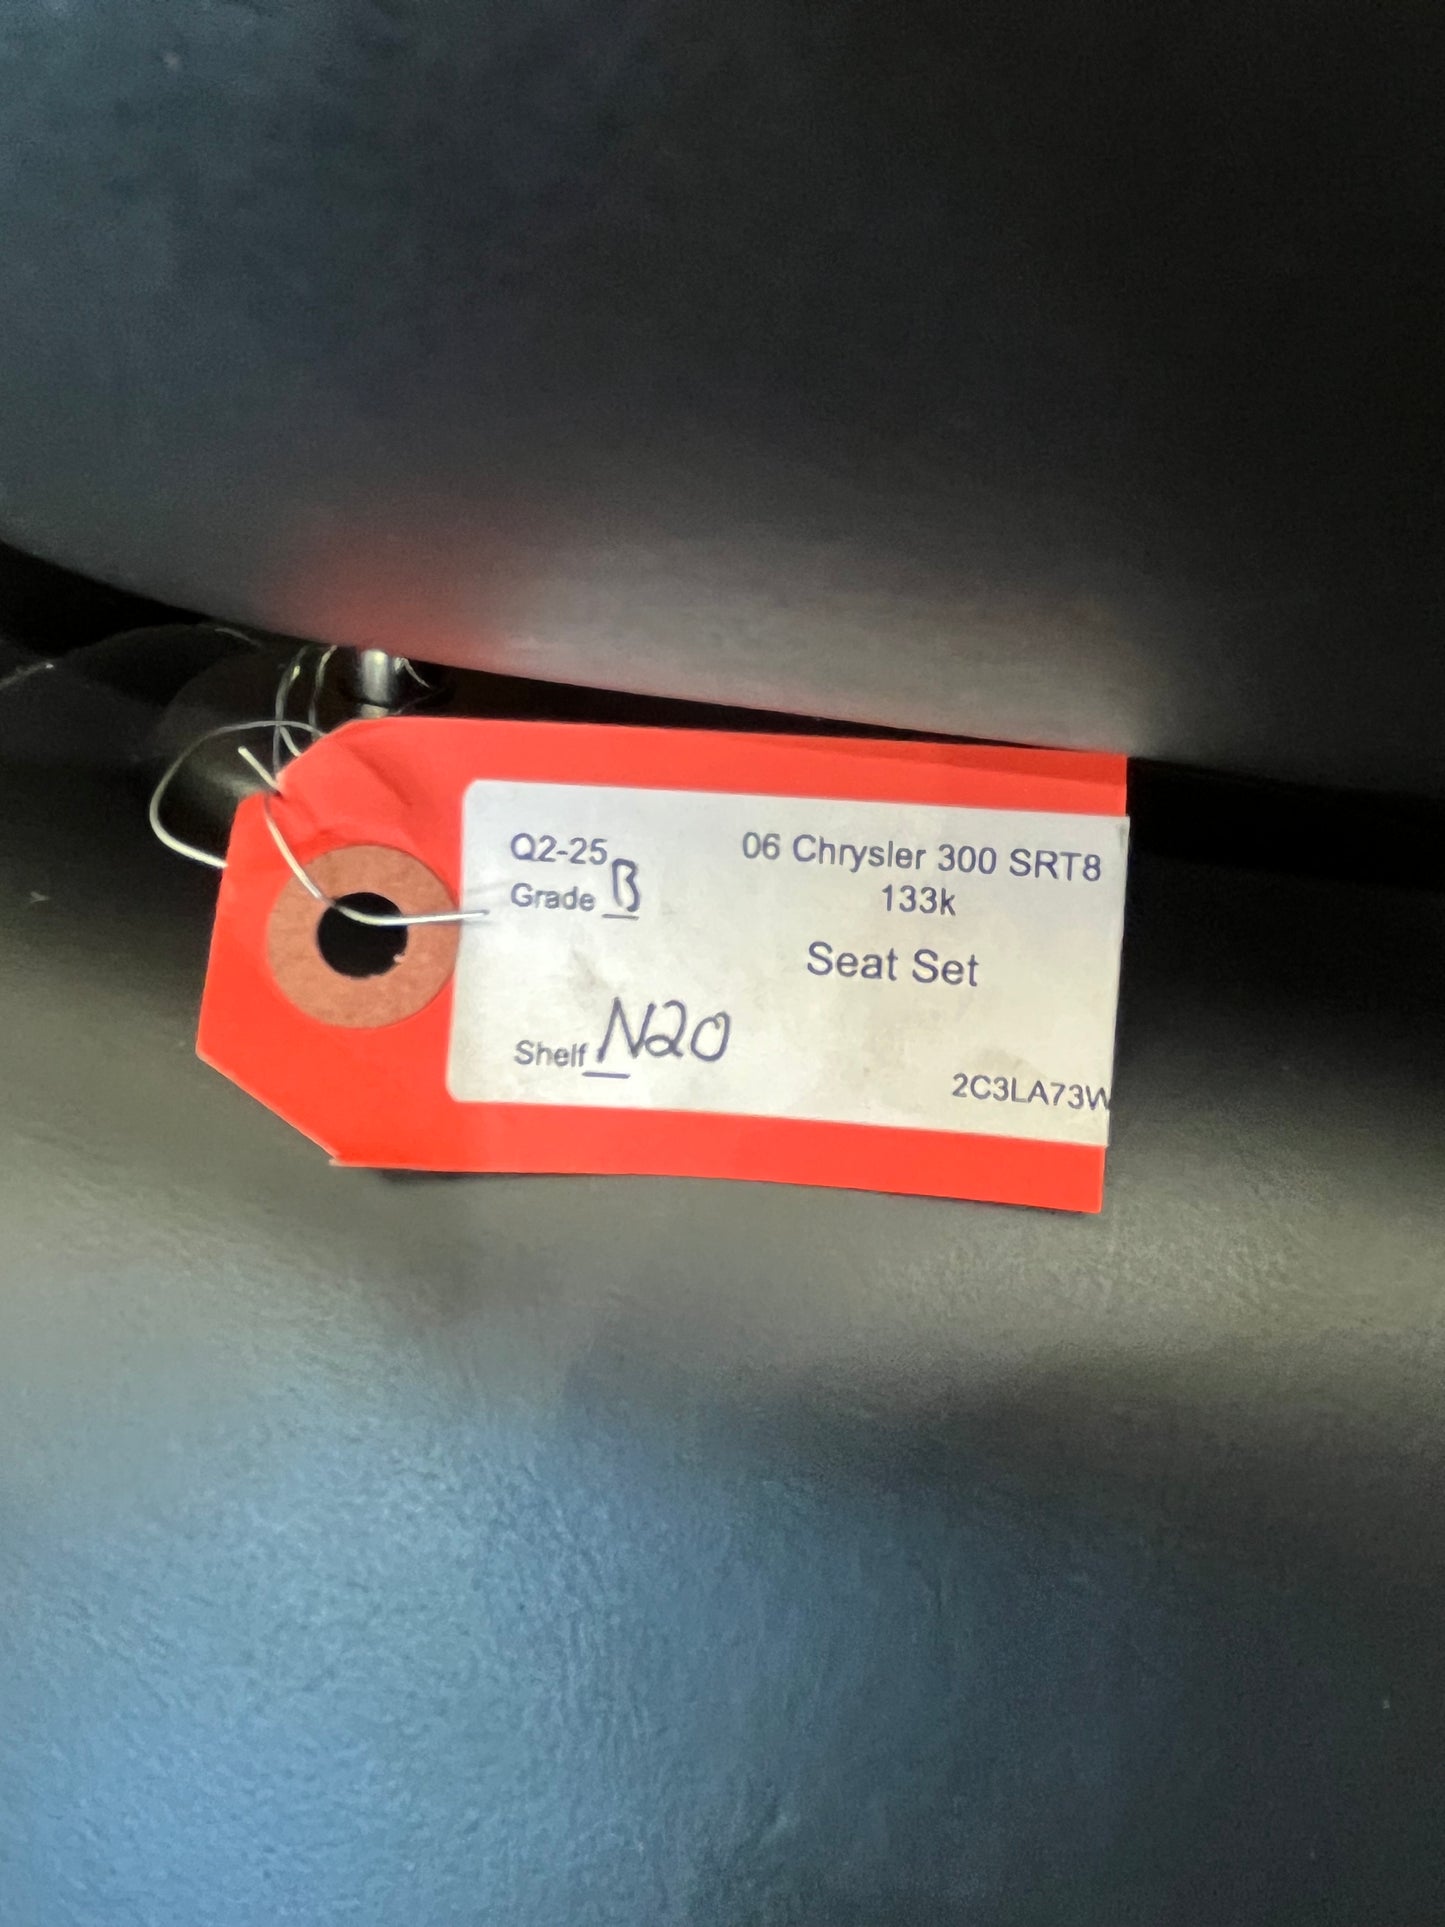 Q2-25
Grade B
06 Chrysler 300 SRT8
133k
Seat Set
Shelf N20
2C3LA73W